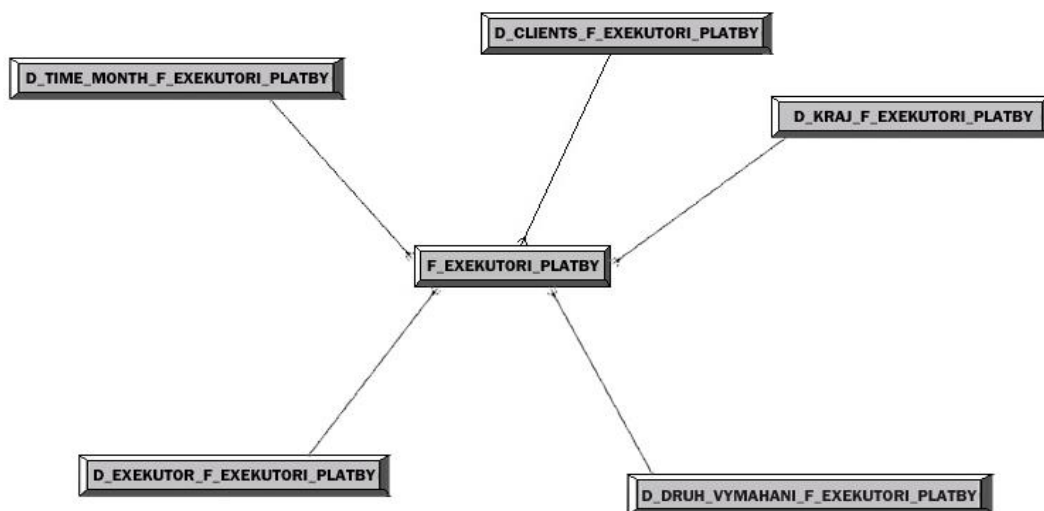 D_CLIENTS_F_EXEKUTORI_PLATBY
D_TIME_MONTH_F_EXEKUTORI_PLATBY
D_KRAJ_F_EXEKUTORI_PLATBY
F_EXEKUTORI_PLATBY
D_EXEKUTOR_F_EXEKUTORI_PLATBY
D_DRUH_VYMAHANI_F_EXEKUTORI_PLATBY